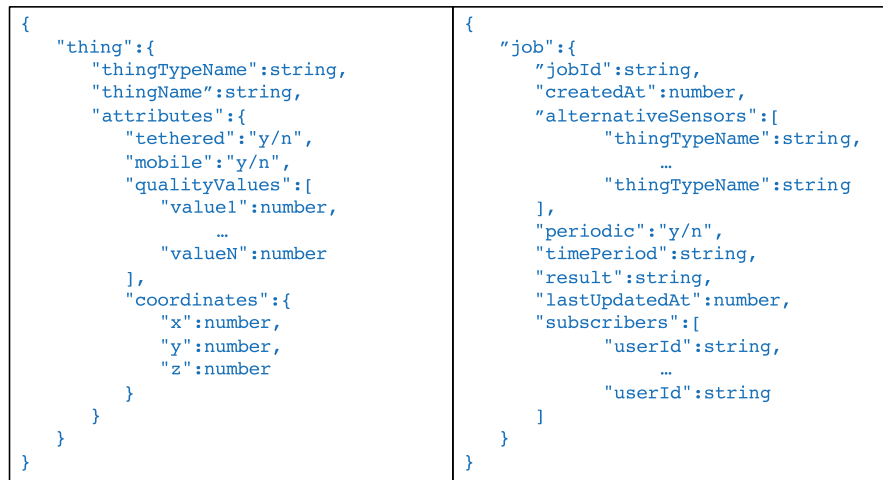 {
"thing":{
"thingTypeName":string,
"thingName”:string,
"attributes":{
"tethered":"y/n",
"mobile":"y/n",
"qualityValues":[
"value1":number,
…
"valueN":number
],
"coordinates":{
"x":number,
"y":number,
"z":number
}
}
}
}
{
”job":{
”jobId":string,
"createdAt":number,
”alternativeSensors":[
"thingTypeName":string,
…
"thingTypeName":string
],
"periodic":"y/n",
"timePeriod":string,
"result":string,
"lastUpdatedAt":number,
"subscribers":[
"userId":string,
…
"userId":string
]
}
}